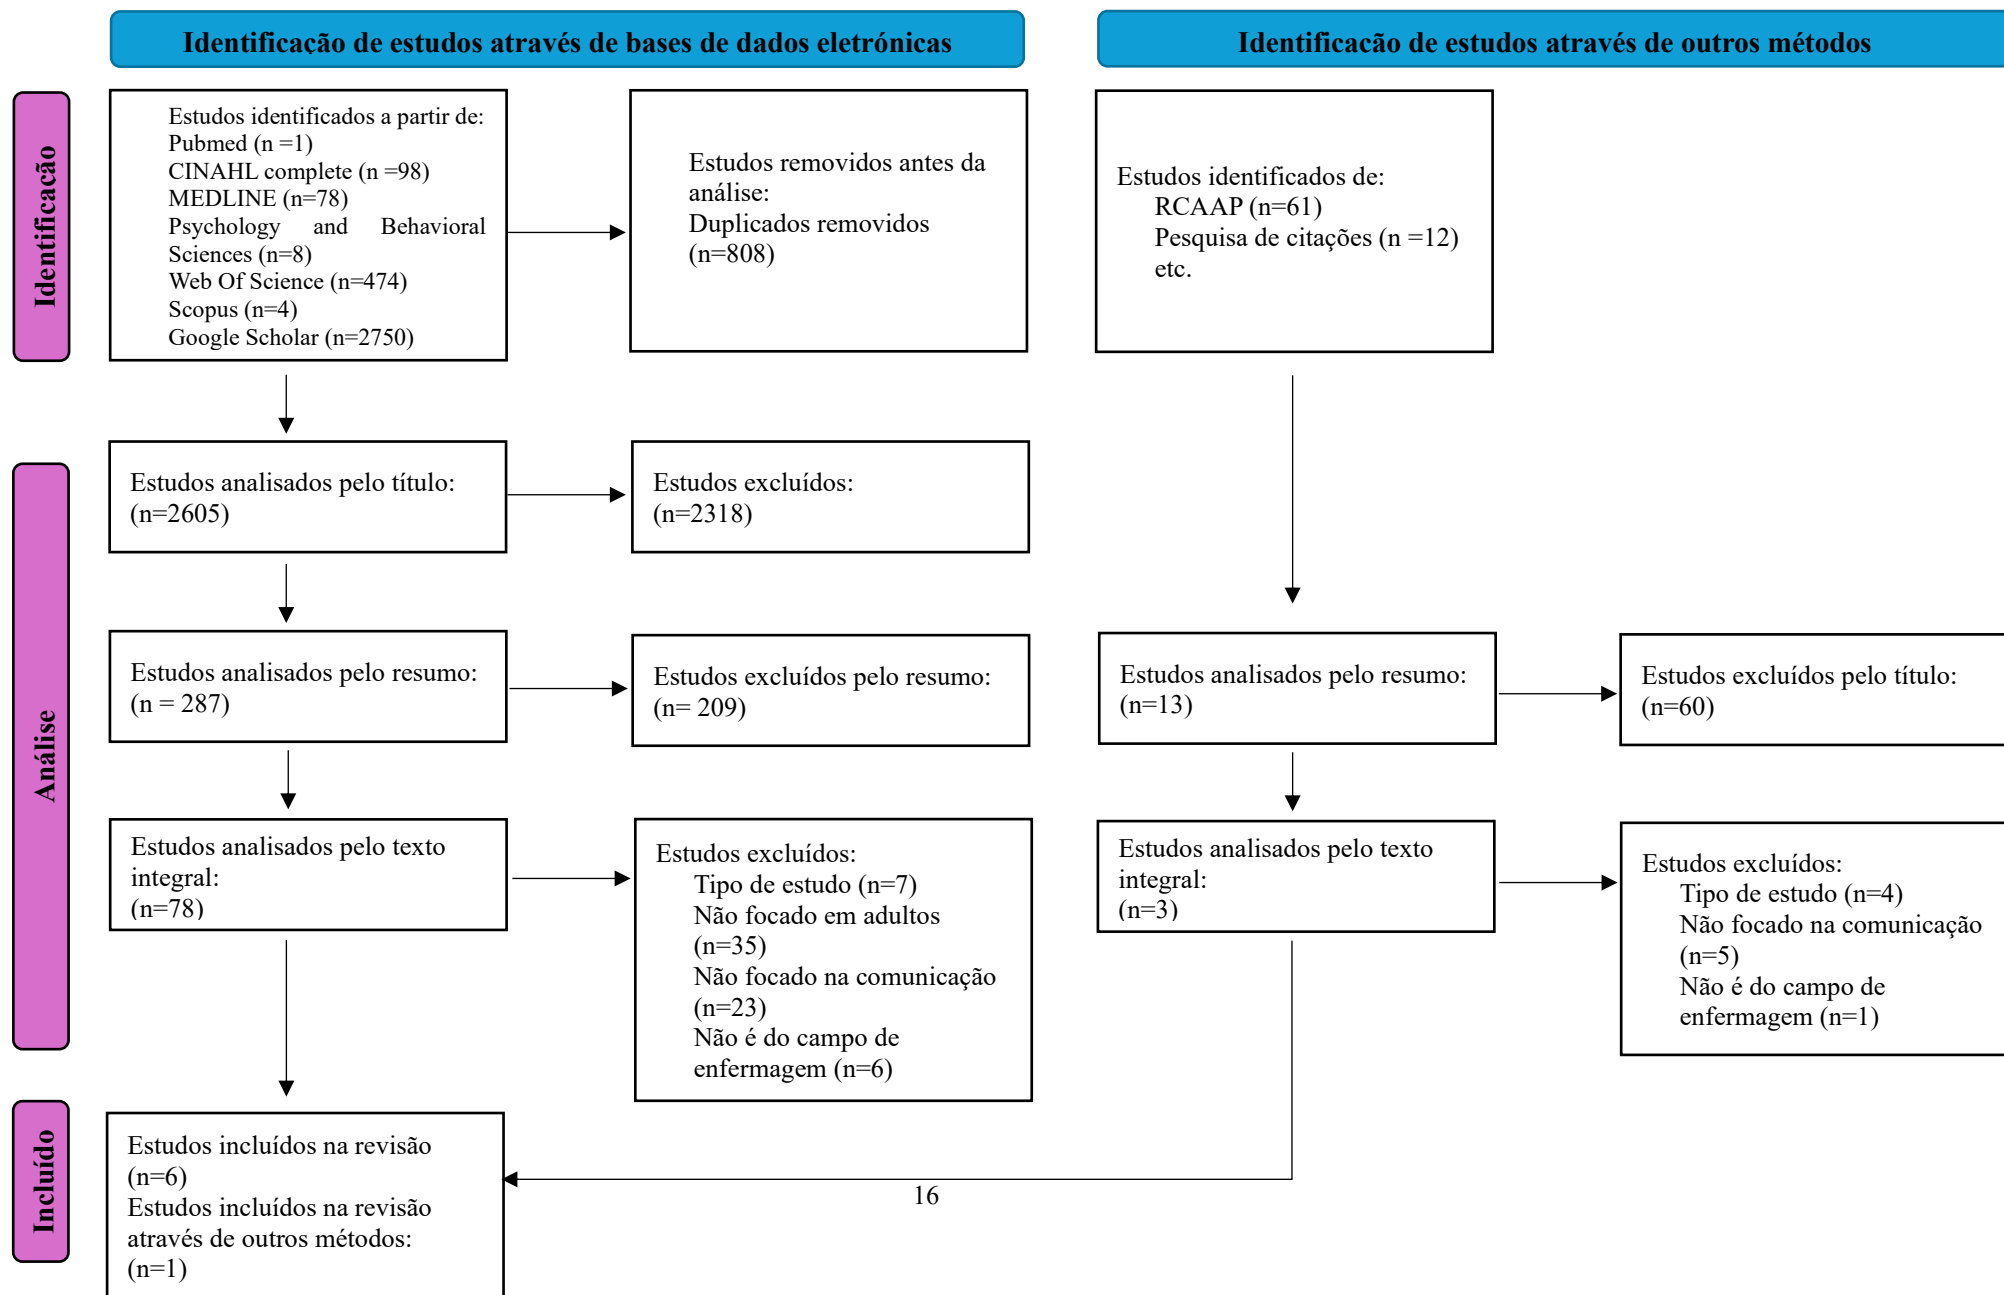 Identificação de estudos através de bases de dados eletrónicas
Identificacão de estudos através de outros métodos
Identificacão
Estudos identificados a partir de:
Pubmed (n =1)
CINAHL complete (n =98)
MEDLINE (n=78)
Psychology and Behavioral
Sciences (n=8)
Web Of Science (n=474)
Scopus (n=4)
Google Scholar (n=2750)
Estudos removidos antes da
análise:
Duplicados removidos
(n=808)
Estudos identificados de:
RCAAP (n=61)
Pesquisa de citações (n =12)
etc.
Análise
Estudos analisados pelo título:
(n=2605)
Estudos excluídos:
(n=2318)
Estudos analisados pelo resumo:
(n = 287)
Estudos excluídos pelo resumo:
(n= 209)
Estudos analisados pelo resumo:
(n=13)
Estudos excluídos pelo título:
(n=60)
Estudos analisados pelo texto
integral:
(n=78)
Estudos excluídos:
Tipo de estudo (n=7)
Não focado em adultos
(n=35)
Não focado na comunicação
(n=23)
Não é do campo de
enfermagem (n=6)
Estudos analisados pelo texto
integral:
(n=3)
Estudos excluídos:
Tipo de estudo (n=4)
Não focado na comunicação
(n=5)
Não é do campo de
enfermagem (n=1)
Incluído
Estudos incluídos na revisão
(n=6)
Estudos incluídos na revisão
através de outros métodos:
(n=1)
16